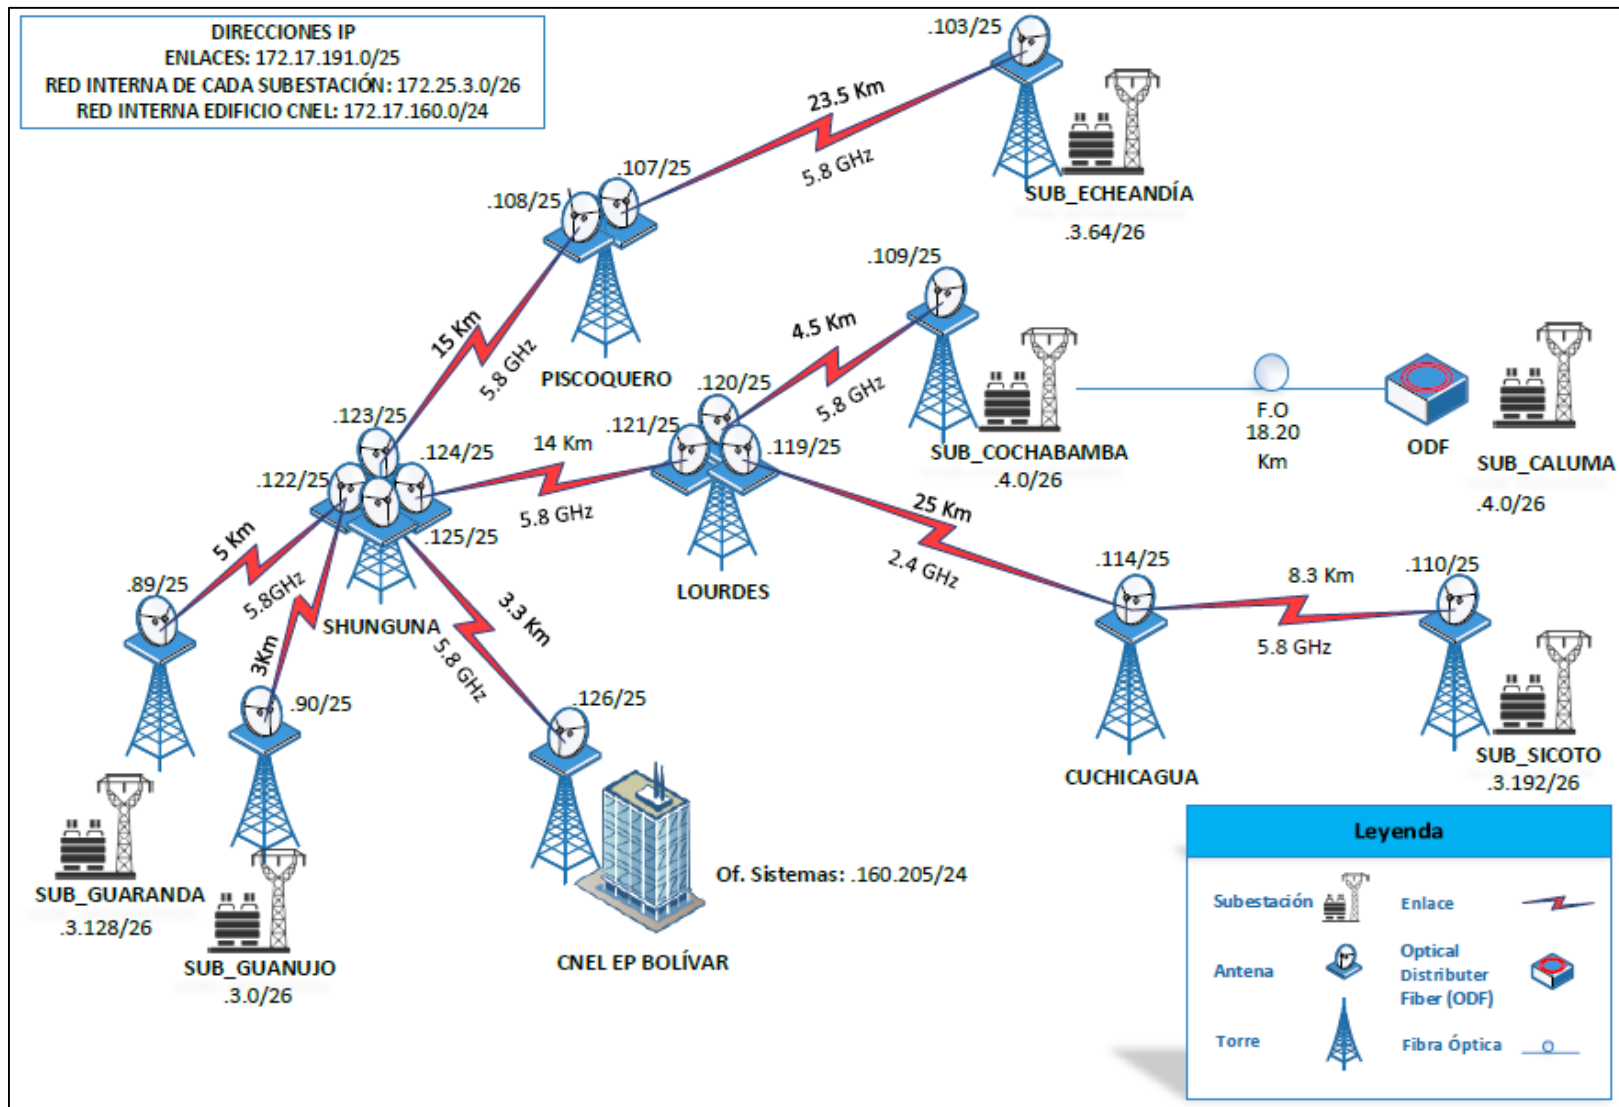 DIRECCIONES IP
ENLACES: 172.17.191.0/25
RED INTERNA DE CADA SUBESTACIÓN: 172.25.3.0/26
RED INTERNA EDIFICIO CNEL: 172.17.160.0/24
.103/25
23.5 Km
5.8 GHz
SUB_ECHEANDÍA
.3.64/26
.107/25
.108/25
PISCOQUERO
15 Km
5.8 GHz
.109/25
4.5 Km
5.8 GHz
SUB_COCHABAMBA
.4.0/26
F.O
18.20
Km
ODF
SUB_CALUMA
.4.0/26
.120/25
.121/25
.119/25
LOURDES
14 Km
5.8 GHz
.123/25
.124/25
.122/25
.125/25
SHUNGUNA
25 Km
2.4 GHz
.114/25
CUCHICAGUA
8.3 Km
5.8 GHz
.110/25
SUB_SICOTO
.3.192/26
5 Km
5.8GHz
.89/25
SUB_GUARANDA
.3.128/26
3Km
.90/25
SUB_GUANUJO
.3.0/26
3.3 Km
5.8 GHz
.126/25
Of. Sistemas: .160.205/24
CNEL EP BOLÍVAR
Leyenda
Subestación
Enlace
Antena
Optical
Distributer
Fiber (ODF)
Torre
Fibra Óptica